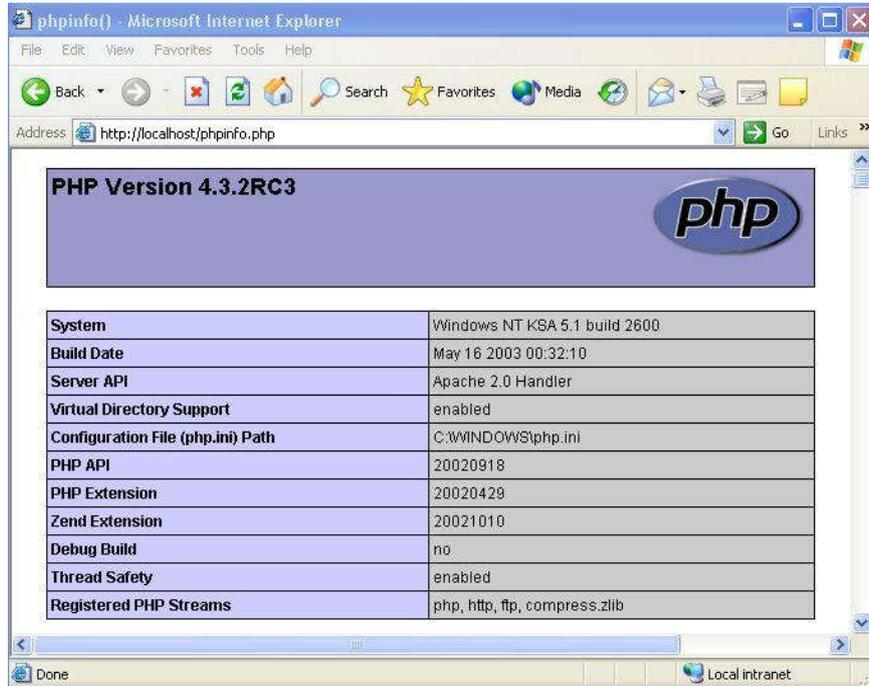 phpinfo() - Microsoft Internet Explorer
File Edit View Favorites Tools Help
Back Search Favorites Media
Address http://localhost/phpinfo.php Go Links »
PHP Version 4.3.2RC3
php
System Windows NT KSA 5.1 build 2600
Build Date May 16 2003 00:32:10
Server API Apache 2.0 Handler
Virtual Directory Support enabled
Configuration File (php.ini) Path C:\WINDOWS\php.ini
PHP API 20020918
PHP Extension 20020429
Zend Extension 20021010
Debug Build no
Thread Safety enabled
Registered PHP Streams php, http, ftp, compress.zlib
Done Local intranet